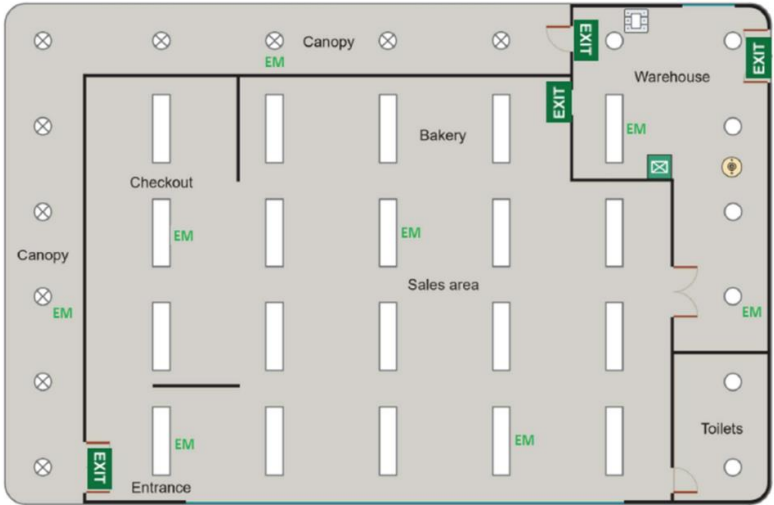 Canopy
EM
EXIT
EXIT
Warehouse
EXIT
EM
Bakery
Checkout
EM
EM
Canopy
Sales area
EM
EM
Toilets
EM
EM
EXIT
Entrance